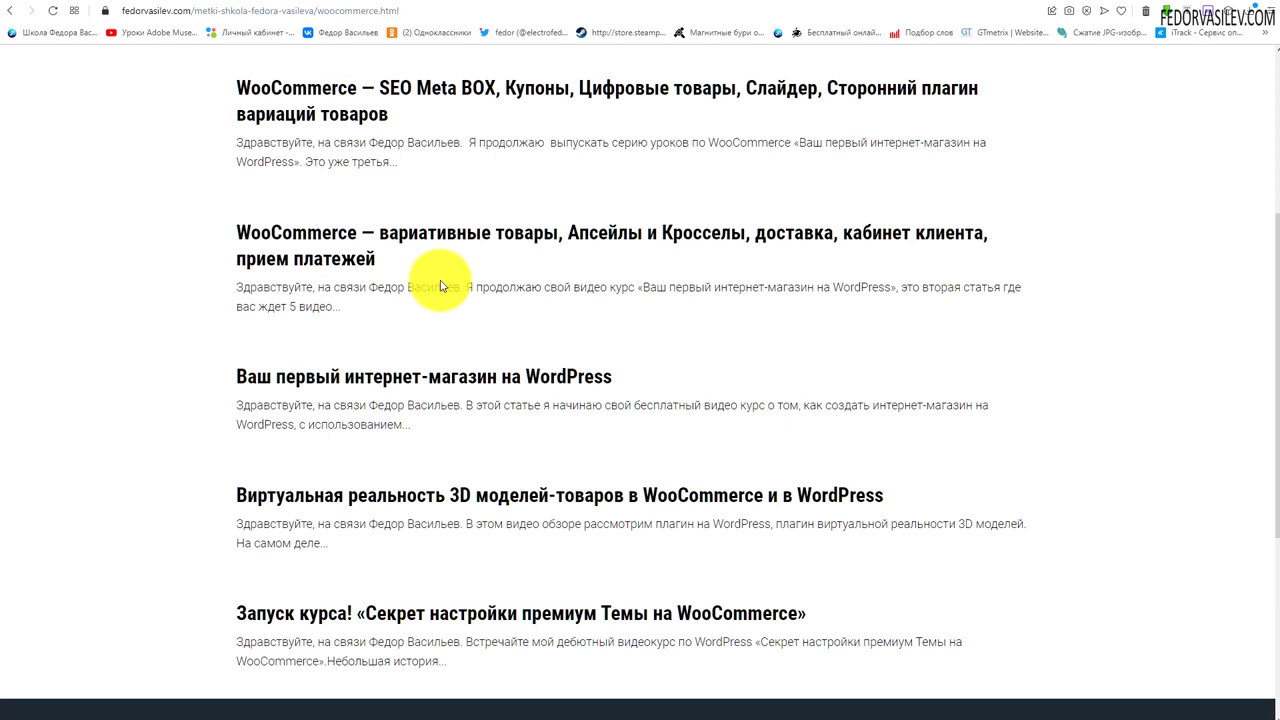 fedorvasilev.com/metki-shkola-fedora-vasileva/woocommerce.html
FEDORVASILEV.COM
Школа Федора Вас... Уроки Adobe Muse... Личный кабинет -... Федор Васильев (2) Одноклассники fedor (@electrofed... http://store.steamp... Магнитные бури о... Бесплатный онлай... Подбор слов GTmetrix | Website... Сжатие JPG-изобр... iTrack - Сервис оп... »
WooCommerce — SEO Meta BOX, Купоны, Цифровые товары, Слайдер, Сторонний плагин
вариаций товаров
Здравствуйте, на связи Федор Васильев. Я продолжаю выпускать серию уроков по WooCommerce «Ваш первый интернет-магазин на
WordPress». Это уже третья...
WooCommerce — вариативные товары, Апсейлы и Кросселы, доставка, кабинет клиента,
прием платежей
Здравствуйте, на связи Федор Васильев. Я продолжаю свой видео курс «Ваш первый интернет-магазин на WordPress», это вторая статья где
вас ждет 5 видео...
Ваш первый интернет-магазин на WordPress
Здравствуйте, на связи Федор Васильев. В этой статье я начинаю свой бесплатный видео курс о том, как создать интернет-магазин на
WordPress, с использованием...
Виртуальная реальность 3D моделей-товаров в WooCommerce и в WordPress
Здравствуйте, на связи Федор Васильев. В этом видео обзоре рассмотрим плагин на WordPress, плагин виртуальной реальности 3D моделей.
На самом деле...
Запуск курса! «Секрет настройки премиум Темы на WooCommerce»
Здравствуйте, на связи Федор Васильев. Встречайте мой дебютный видеокурс по WordPress «Секрет настройки премиум Темы на
WooCommerce».Небольшая история...